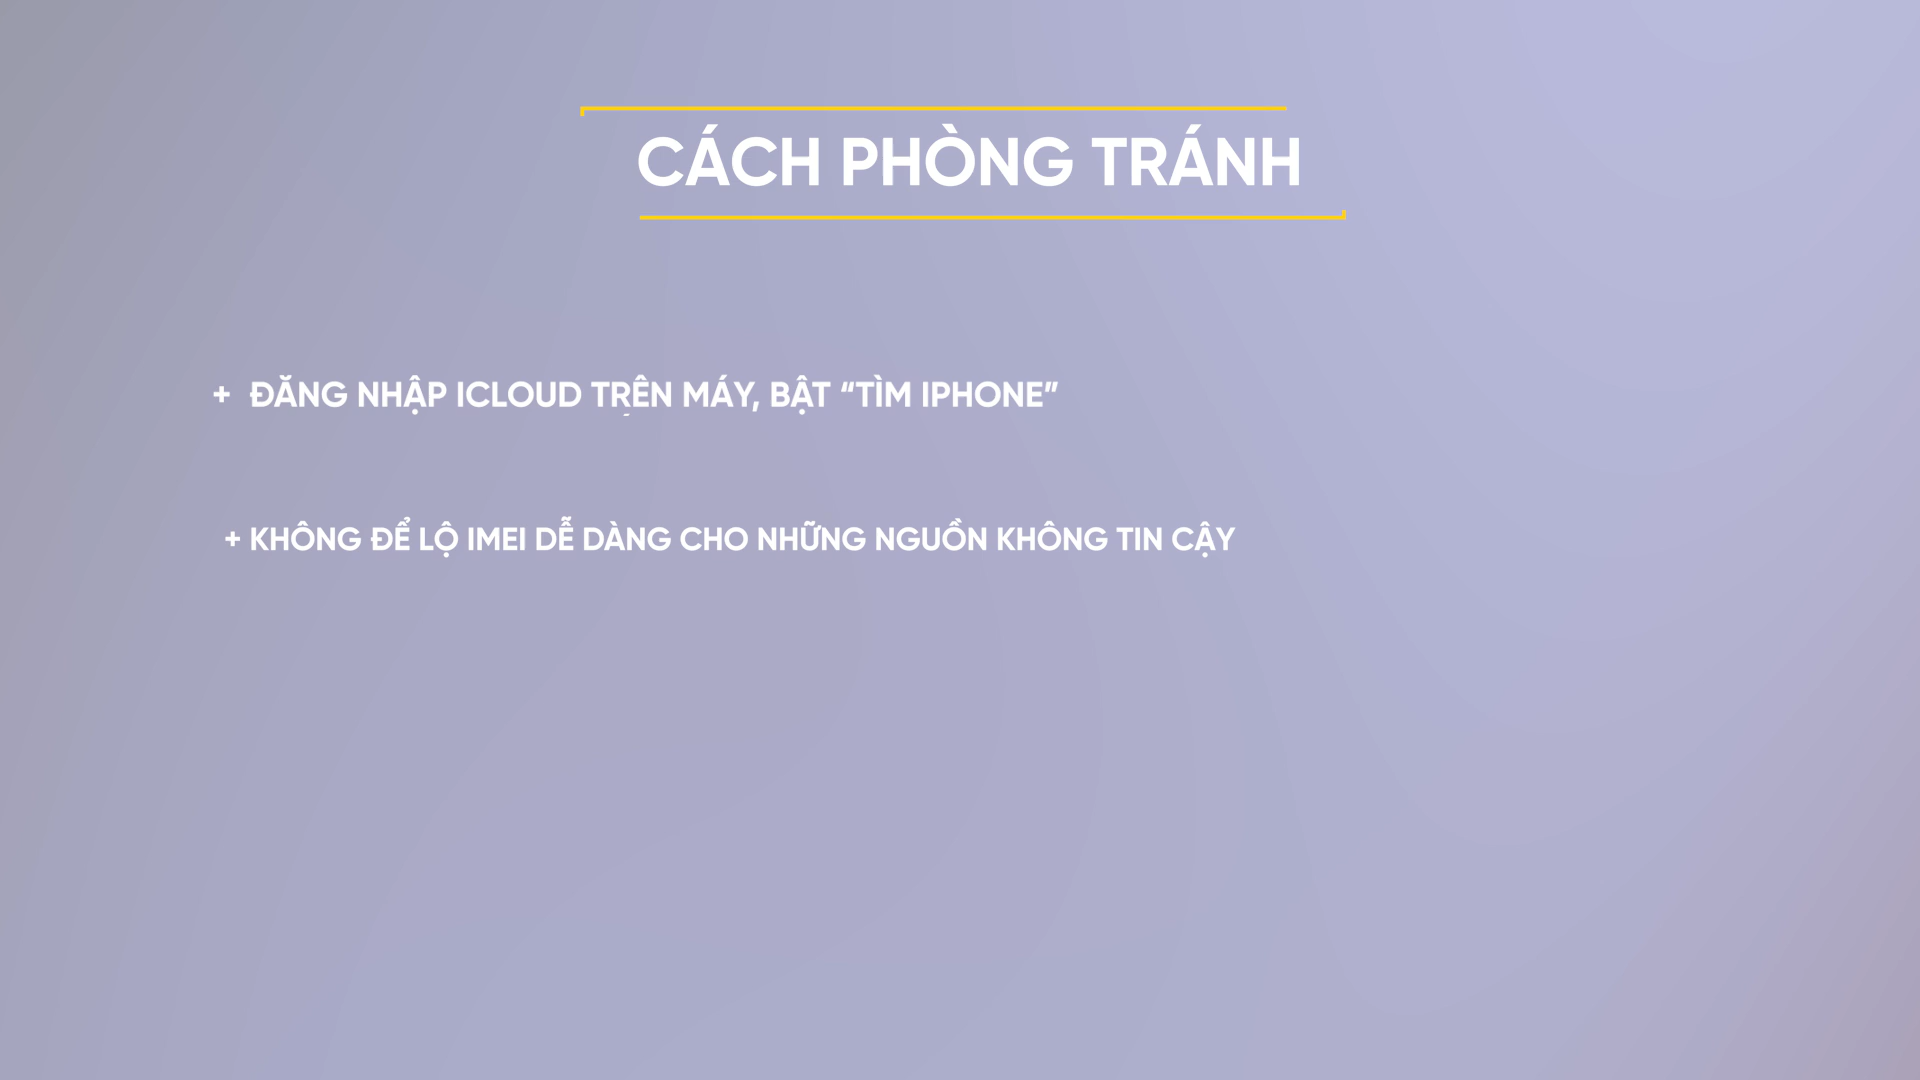 CÁCH PHÒNG TRÁNH
+ ĐĂNG NHẬP ICLOUD TRÊN MÁY, BẬT “TÌM IPHONE”
+ KHÔNG ĐỂ LỘ IMEI DỄ DÀNG CHO NHỮNG NGUỒN KHÔNG TIN CẬY